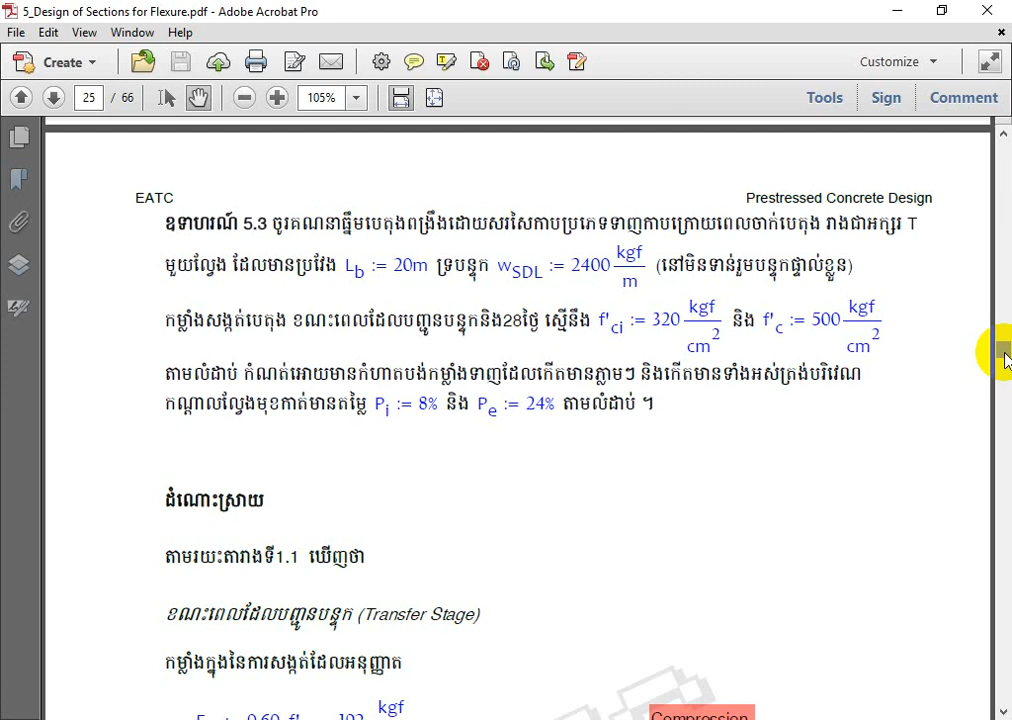 5_Design of Sections for Flexure.pdf - Adobe Acrobat Pro
File Edit View Window Help
Create Customize
25 / 66 105% Tools Sign Comment
EATC Prestressed Concrete Design
ឧទាហរណ៍ 5.3 ចូរគណនាធ្នឹមបេតុងពង្រឹងដោយសរសៃកាបប្រភេទទាញកាបក្រោយពេលចាក់បេតុង រាងជាអក្សរ T
មួយល្វែង ដែលមានប្រវែង L_b := 20m ទ្របន្ទុក w_SDL := 2400 kgf/m (នៅមិនទាន់រួមបន្ទុកផ្ទាល់ខ្លួន)
កម្លាំងសង្កត់បេតុង ខណះពេលដែលបញ្ជូនបន្ទុកនិង28ថ្ងៃ ស្មើនឹង f'_ci := 320 kgf/cm² និង f'_c := 500 kgf/cm²
តាមលំដាប់ កំណត់អោយមានកំហាតបង់កម្លាំងទាញដែលកើតមានភ្លាមៗ និងកើតមានទាំងអស់ត្រង់បរិវេណ
កណ្តាលល្វែងមុខកាត់មានតម្លៃ P_i := 8% និង P_e := 24% តាមលំដាប់ ។
ដំណោះស្រាយ
តាមរយះតារាងទី1.1 ឃើញថា
ខណះពេលដែលបញ្ជូនបន្ទុក (Transfer Stage)
កម្លាំងក្នុងនៃការសង្កត់ដែលអនុញ្ញាត
kgf
Compression